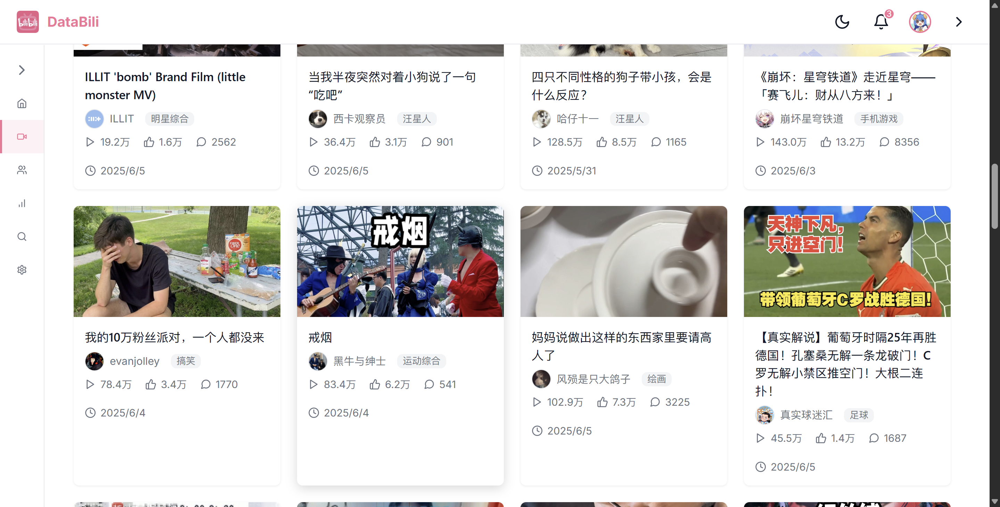 bilibili DataBili
3
ILLIT 'bomb' Brand Film (little
monster MV)
ILLIT 明星综合
19.2万 1.6万 2562
2025/6/5
当我半夜突然对着小狗说了一句
“吃吧”
西卡观察员 汪星人
36.4万 3.1万 901
2025/6/5
四只不同性格的狗子带小孩，会是
什么反应？
哈仔十一 汪星人
128.5万 8.5万 1165
2025/5/31
《崩坏：星穹铁道》走近星穹——
「赛飞儿：财从八方来！」
崩坏星穹铁道 手机游戏
143.0万 13.2万 8356
2025/6/3
FIBER
One
我的10万粉丝派对，一个人都没来
evanjolley 搞笑
78.4万 3.4万 1770
2025/6/4
戒烟
戒烟
黑牛与绅士 运动综合
83.4万 6.2万 541
2025/6/4
妈妈说做出这样的东西家里要请高
人了
风殒是只大鸽子 绘画
102.9万 7.3万 3225
2025/6/5
天神下凡，
只进空门！
带领葡萄牙C罗战胜德国！
【真实解说】葡萄牙时隔25年再胜
德国！孔塞桑无解一条龙破门！C
罗无解小禁区推空门！大根二连
扑！
真实球迷汇 足球
45.5万 1.4万 1687
2025/6/5